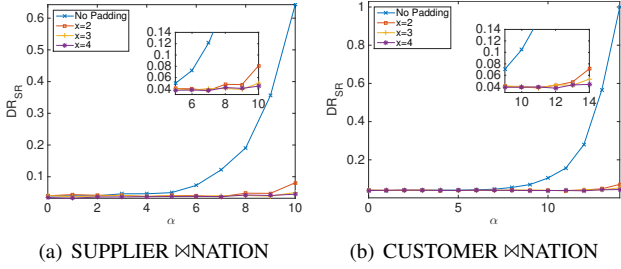 No Padding
x=2
x=3
x=4
0.6
0.5
0.4
0.3
0.2
0.1
DR_SR
0 2 4 6 8 10
α
0.14
0.12
0.10
0.08
0.06
0.04
6 8 10
(a) SUPPLIER ⋈NATION
No Padding
x=2
x=3
x=4
1
0.8
0.6
0.4
0.2
DR_SR
0 5 10
α
0.14
0.12
0.10
0.08
0.06
0.04
10 12 14
(b) CUSTOMER ⋈NATION